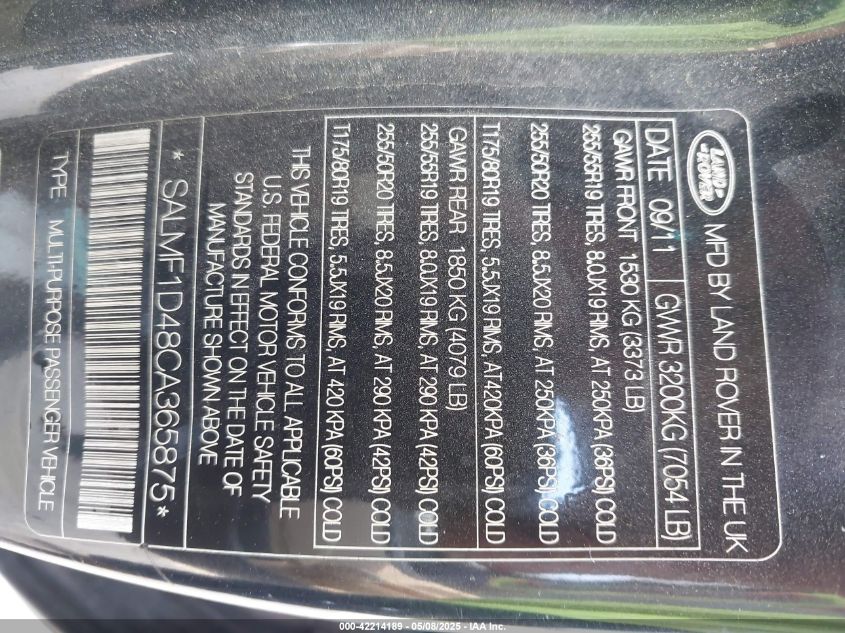 LAND
ROVER
MFD BY LAND ROVER IN THE UK
DATE 09/11 GVWR 3200KG (7054 LB)
GAWR FRONT 1530 KG (3373 LB)
255/55R19 TIRES, 8.0JX19 RIMS, AT 250KPA (36PSI) COLD
255/50R20 TIRES, 8.5JX20 RIMS, AT 250KPA (36PSI) COLD
T175/80R19 TIRES, 5.5JX19 RIMS, AT420KPA (60PSI) COLD
GAWR REAR 1850 KG (4079 LB)
255/55R19 TIRES, 8.0JX19 RIMS, AT 290 KPA (42PSI) COLD
255/50R20 TIRES, 8.5JX20 RIMS, AT 290 KPA (42PSI) COLD
T175/80R19 TIRES, 5.5JX19 RIMS, AT 420 KPA (60PSI) COLD
THIS VEHICLE CONFORMS TO ALL APPLICABLE
U.S. FEDERAL MOTOR VEHICLE SAFETY
STANDARDS IN EFFECT ON THE DATE OF
MANUFACTURE SHOWN ABOVE
* SALMF1D48CA365875 *
TYPE MULTI-PURPOSE PASSENGER VEHICLE
000-42214189 - 05/08/2025 - IAA Inc.